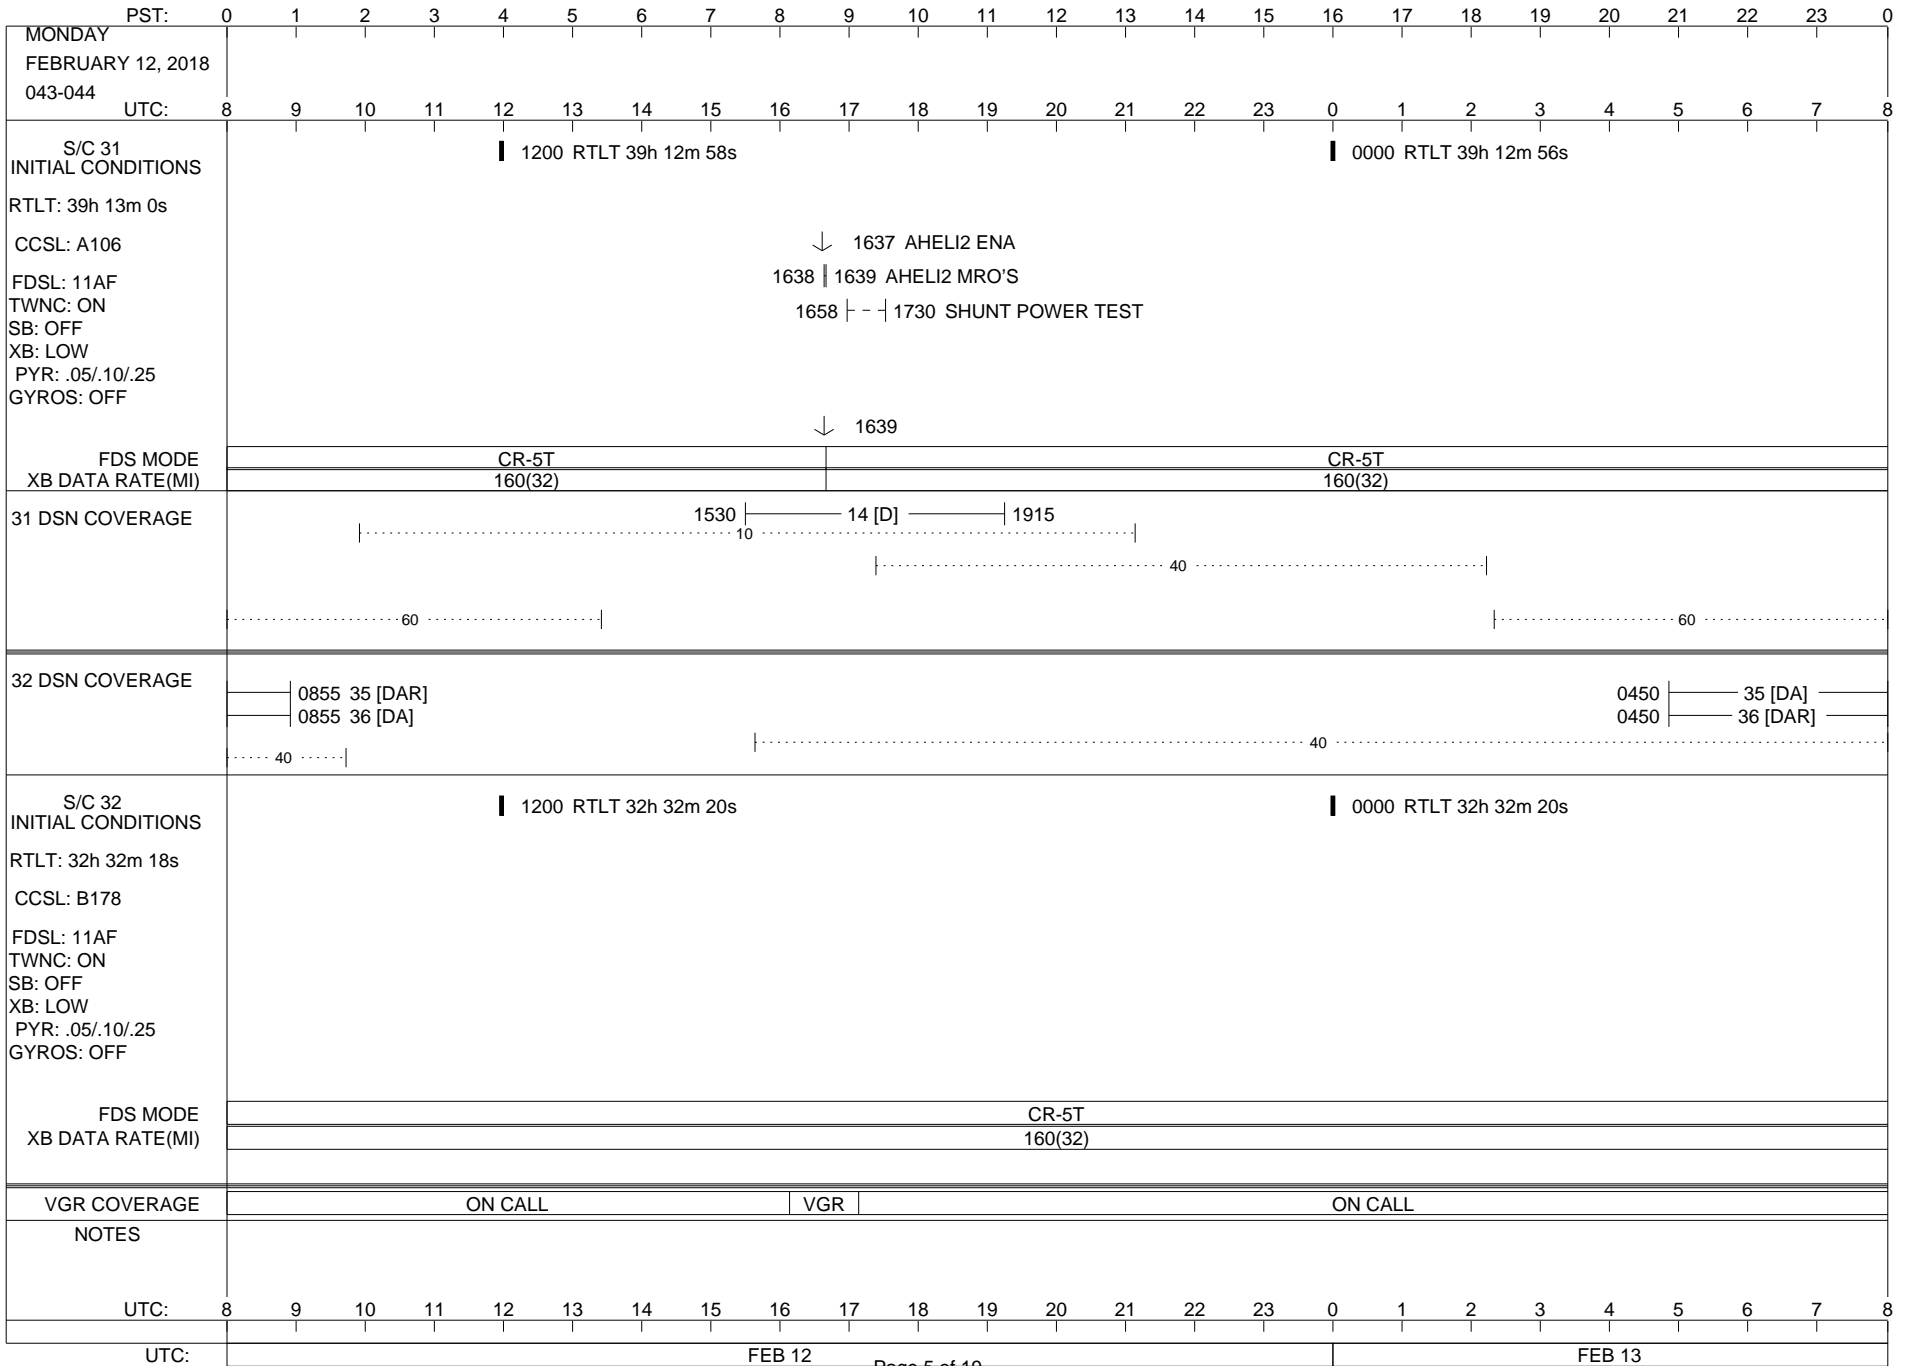 PST: 0 1 2 3 4 5 6 7 8 9 10 11 12 13 14 15 16 17 18 19 20 21 22 23 0
MONDAY
FEBRUARY 12, 2018
043-044
UTC: 8 9 10 11 12 13 14 15 16 17 18 19 20 21 22 23 0 1 2 3 4 5 6 7 8
S/C 31
INITIAL CONDITIONS
1200 RTLT 39h 12m 58s
0000 RTLT 39h 12m 56s
RTLT: 39h 13m 0s
CCSL: A106
1637 AHELI2 ENA
FDSL: 11AF
1638 1639 AHELI2 MRO'S
TWNC: ON
1658 1730 SHUNT POWER TEST
SB: OFF
XB: LOW
PYR: .05/.10/.25
GYROS: OFF
1639
FDS MODE CR-5T CR-5T
XB DATA RATE(MI) 160(32) 160(32)
31 DSN COVERAGE 1530 14 [D] 1915
10
40
60 60
32 DSN COVERAGE
0855 35 [DAR] 0450 35 [DA]
0855 36 [DA] 0450 36 [DAR]
40
40
S/C 32
INITIAL CONDITIONS
1200 RTLT 32h 32m 20s
0000 RTLT 32h 32m 20s
RTLT: 32h 32m 18s
CCSL: B178
FDSL: 11AF
TWNC: ON
SB: OFF
XB: LOW
PYR: .05/.10/.25
GYROS: OFF
FDS MODE CR-5T
XB DATA RATE(MI) 160(32)
VGR COVERAGE ON CALL VGR ON CALL
NOTES
UTC: 8 9 10 11 12 13 14 15 16 17 18 19 20 21 22 23 0 1 2 3 4 5 6 7 8
UTC: FEB 12 FEB 13
Page 5 of 19